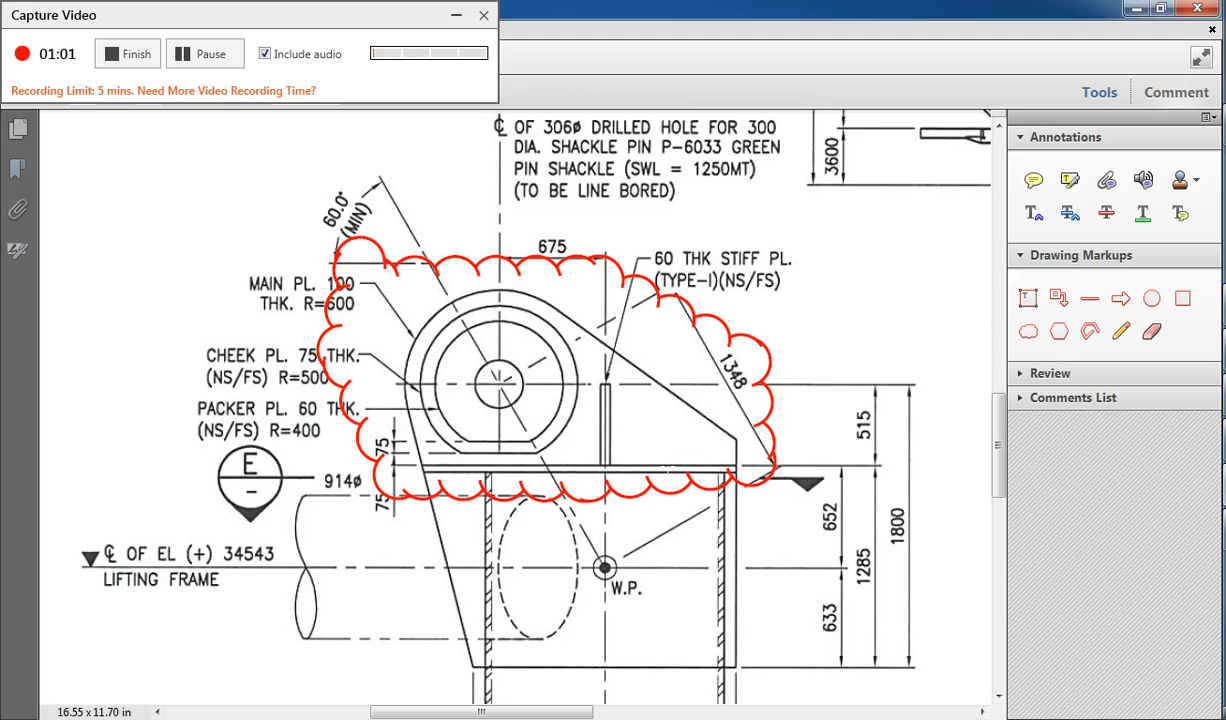 Capture Video
01:01
Finish
Pause
Include audio
Recording Limit: 5 mins. Need More Video Recording Time?
Tools
Comment
℄ OF 306ø DRILLED HOLE FOR 300
DIA. SHACKLE PIN P-6033 GREEN
PIN SHACKLE (SWL = 1250MT)
(TO BE LINE BORED)
3600
60.0°
(MIN)
675
60 THK STIFF PL.
(TYPE-I)(NS/FS)
MAIN PL. 100
THK. R=600
CHEEK PL. 75 THK.
(NS/FS) R=500
PACKER PL. 60 THK.
(NS/FS) R=400
1348
75
75
515
E
-
914ø
652
1800
1285
633
℄ OF EL (+) 34543
LIFTING FRAME
W.P.
Annotations
T
T
T
T
T
T
Drawing Markups
T
Review
Comments List
16.55 x 11.70 in